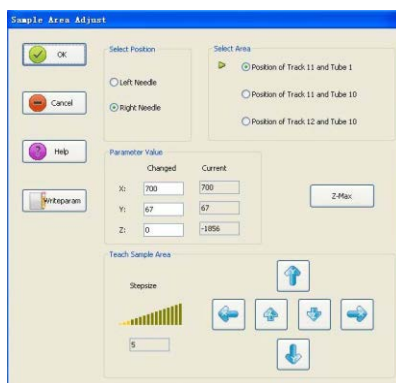 Sample Area Adjust
OK
Cancel
Help
Writeparam
Select Position
Left Needle
Right Needle
Select Area
Position of Track 11 and Tube 1
Position of Track 11 and Tube 10
Position of Track 12 and Tube 10
Parameter Value
Changed Current
X: 700 700
Y: 67 67
Z: 0 -1856
Z-Max
Teach Sample Area
Stepsize
5